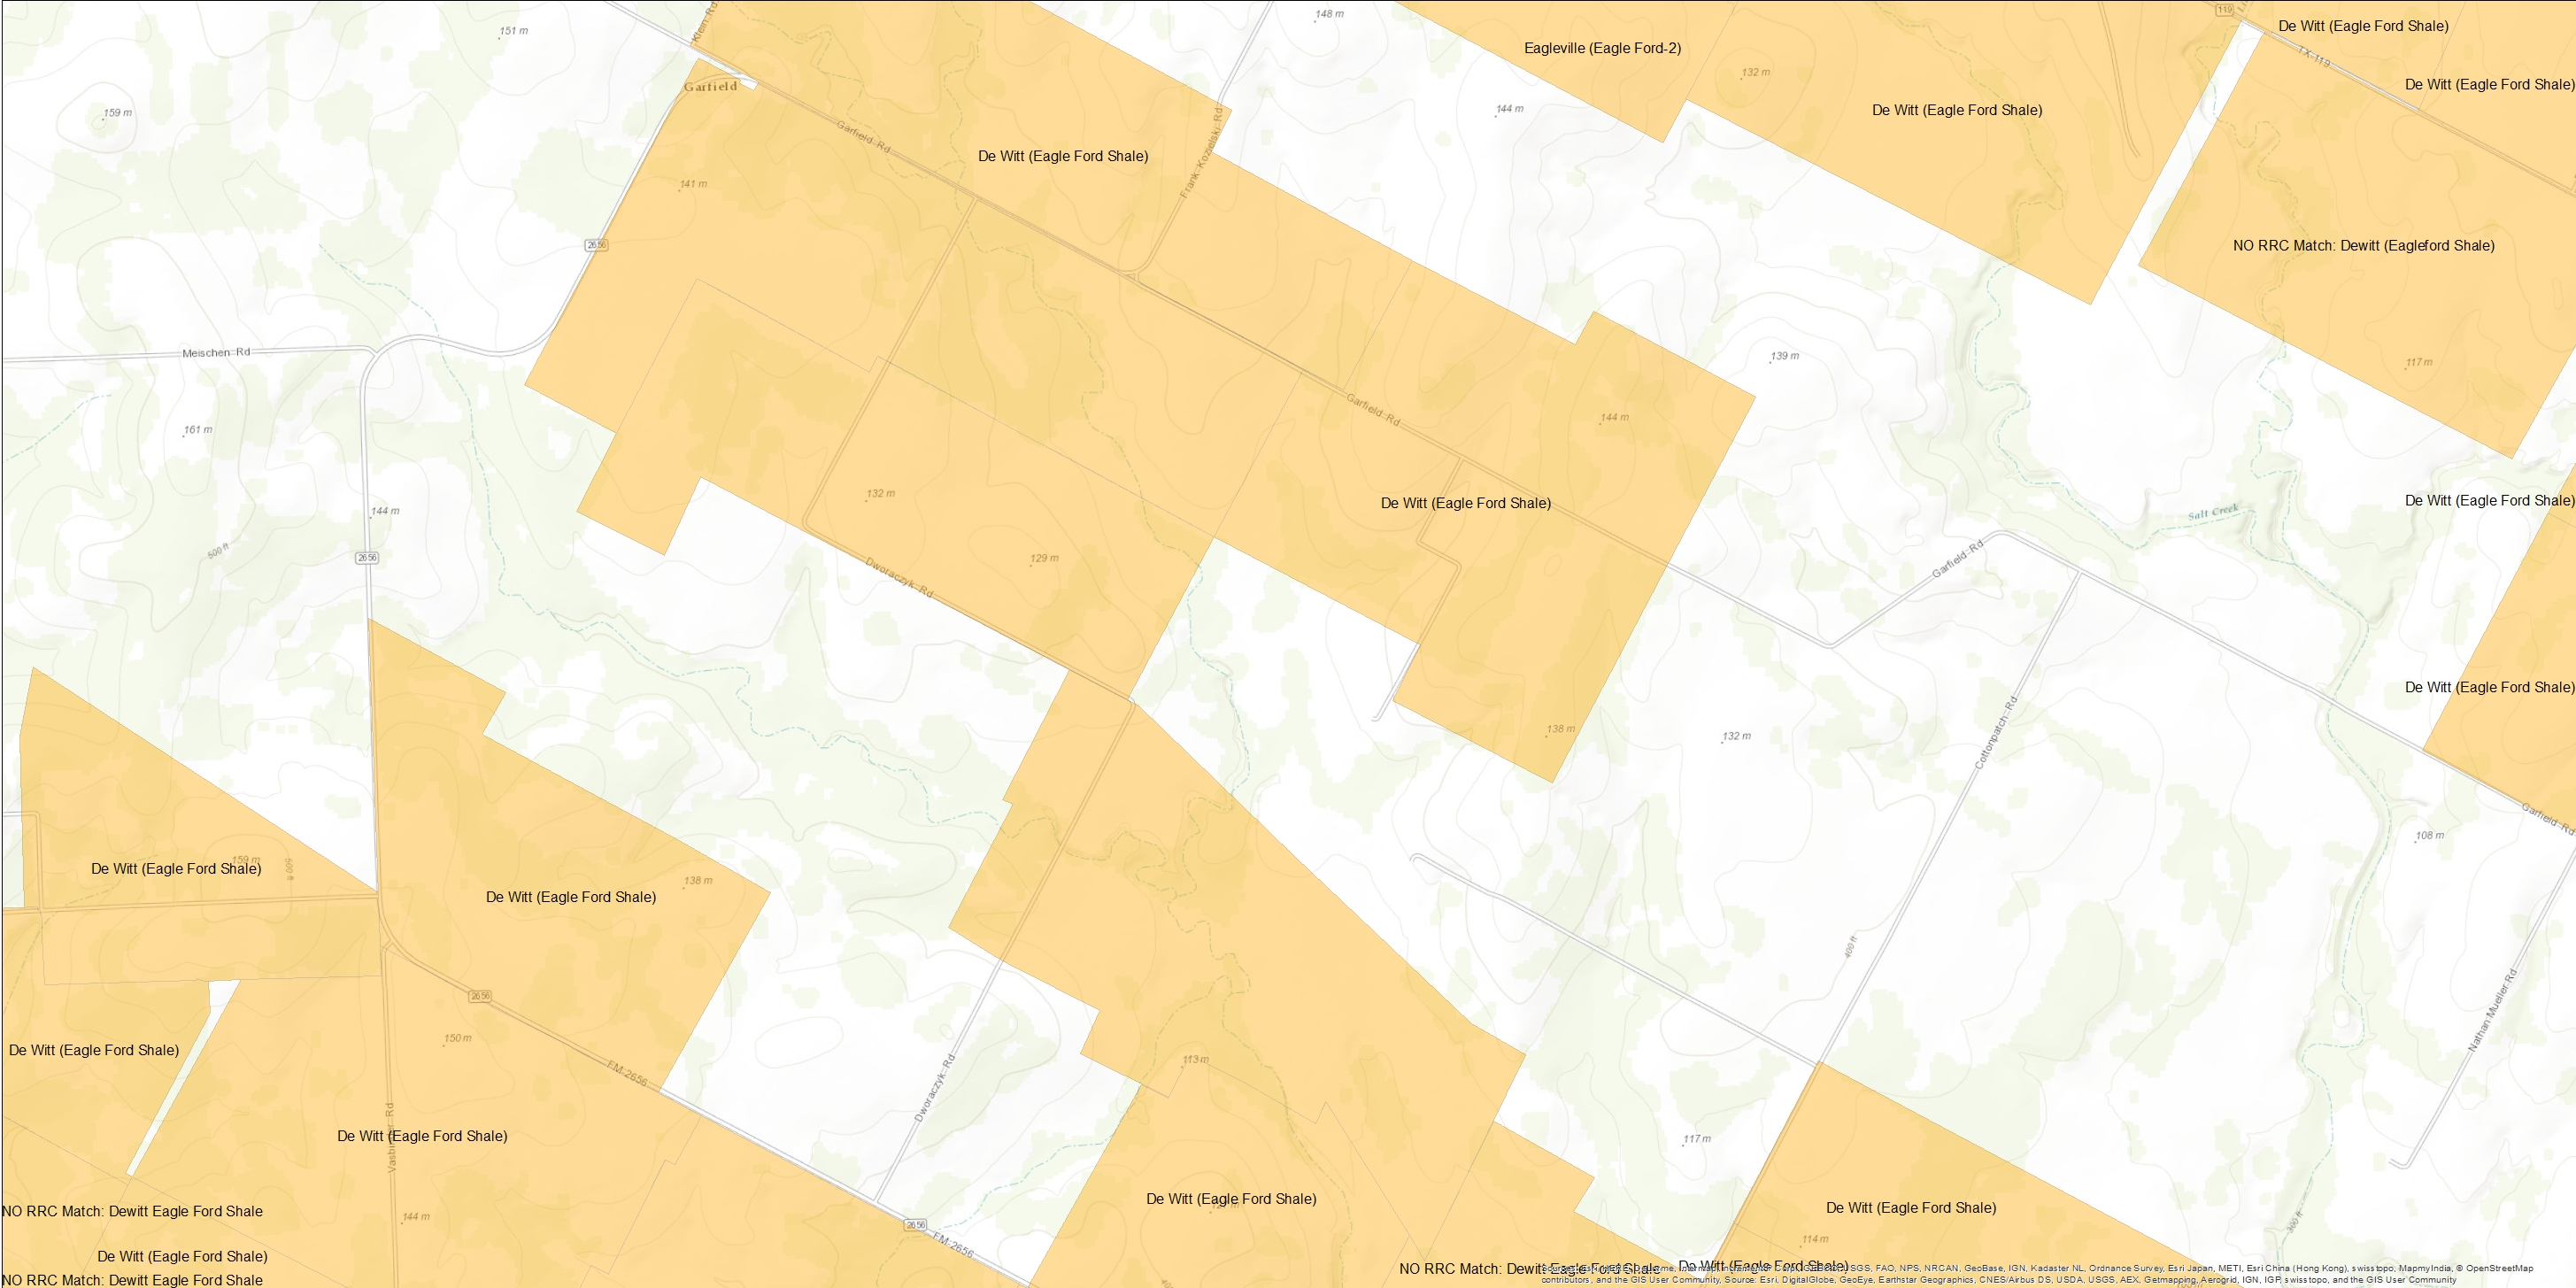 151 m
Klein Rd
148 m
119
De Witt (Eagle Ford Shale)
Eagleville (Eagle Ford-2)
TX-119
132 m
Garfield
De Witt (Eagle Ford Shale)
159 m
144 m
De Witt (Eagle Ford Shale)
Garfield Rd
Frank Kozielski Rd
De Witt (Eagle Ford Shale)
141 m
2656
NO RRC Match: Dewitt (Eagleford Shale)
Meischen Rd
139 m
117 m
Garfield Rd
144 m
161 m
132 m
De Witt (Eagle Ford Shale)
De Witt (Eagle Ford Shale)
144 m
Salt Creek
500 ft
2656
129 m
Garfield Rd
Dworaczyk Rd
De Witt (Eagle Ford Shale)
138 m
132 m
Cottonpatch Rd
Garfield Rd
108 m
159 m
500 ft
De Witt (Eagle Ford Shale)
138 m
De Witt (Eagle Ford Shale)
400 ft
2656
Nathan Mueller Rd
150 m
De Witt (Eagle Ford Shale)
113 m
FM-2656
Dworaczyk Rd
De Witt (Eagle Ford Shale)
117 m
De Witt (Eagle Ford Shale)
De Witt (Eagle Ford Shale)
NO RRC Match: Dewitt Eagle Ford Shale
144 m
2656
300 ft
FM-2656
114 m
De Witt (Eagle Ford Shale)
NO RRC Match: Dewitt Eagle Ford Shale
De Witt (Eagle Ford Shale)
NO RRC Match: Dewitt Eagle Ford Shale
USGS, FAO, NPS, NRCAN, GeoBase, IGN, Kadaster NL, Ordnance Survey, Esri Japan, METI, Esri China (Hong Kong), swisstopo, MapmyIndia, © OpenStreetMap
contributors, and the GIS User Community, Source: Esri, DigitalGlobe, GeoEye, Earthstar Geographics, CNES/Airbus DS, USDA, USGS, AEX, Getmapping, Aerogrid, IGN, IGP, swisstopo, and the GIS User Community